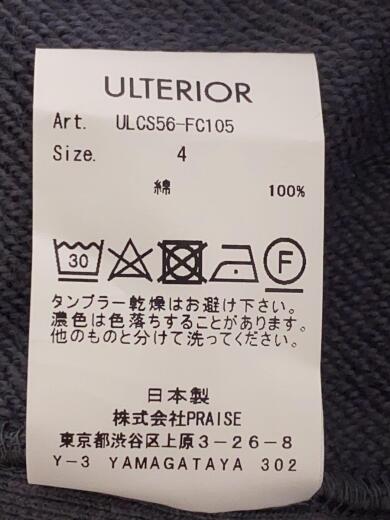 ULTERIOR
Art. ULCS56-FC105
Size. 4
綿 100%
30 F
タンブラー乾燥はお避け下さい。
濃色は色落ちすることがあります。
他のものと分けて洗ってください。
日本製
株式会社PRAISE
東京都渋谷区上原3-26-8
Y-3 YAMAGATAYA 302